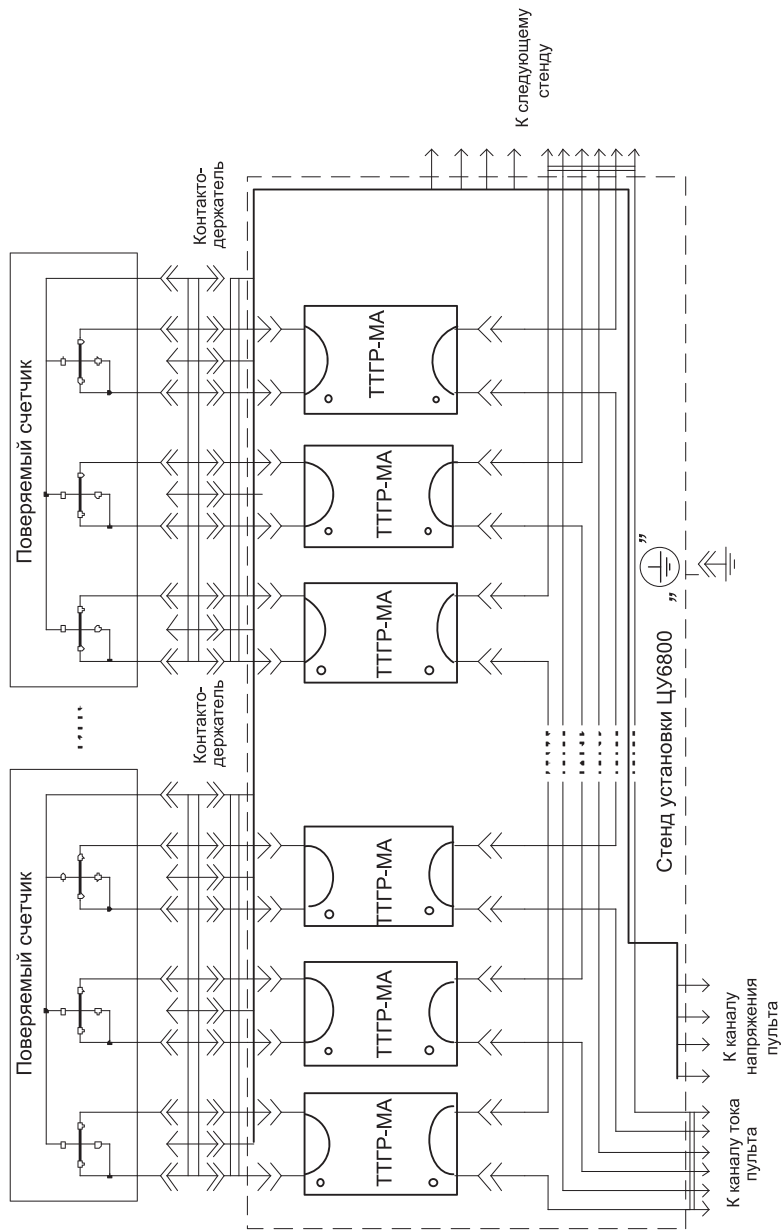 Поверяемый счетчик
Поверяемый счетчик
Контакто-
держатель
Контакто-
держатель
ТТГР-МА
ТТГР-МА
ТТГР-МА
ТТГР-МА
ТТГР-МА
ТТГР-МА
К следующему
стенду
Стенд установки ЦУ6800
„ ”
К каналу тока
пульта
К каналу
напряжения
пульта